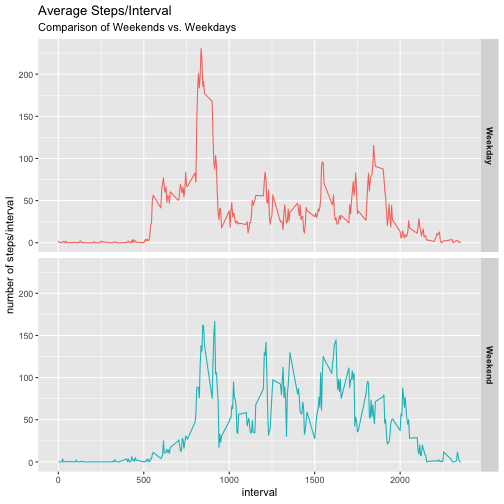 Average Steps/Interval
Comparison of Weekends vs. Weekdays
number of steps/interval
200
150
100
50
0
Weekday
200
150
100
50
0
Weekend
0
500
1000
1500
2000
interval